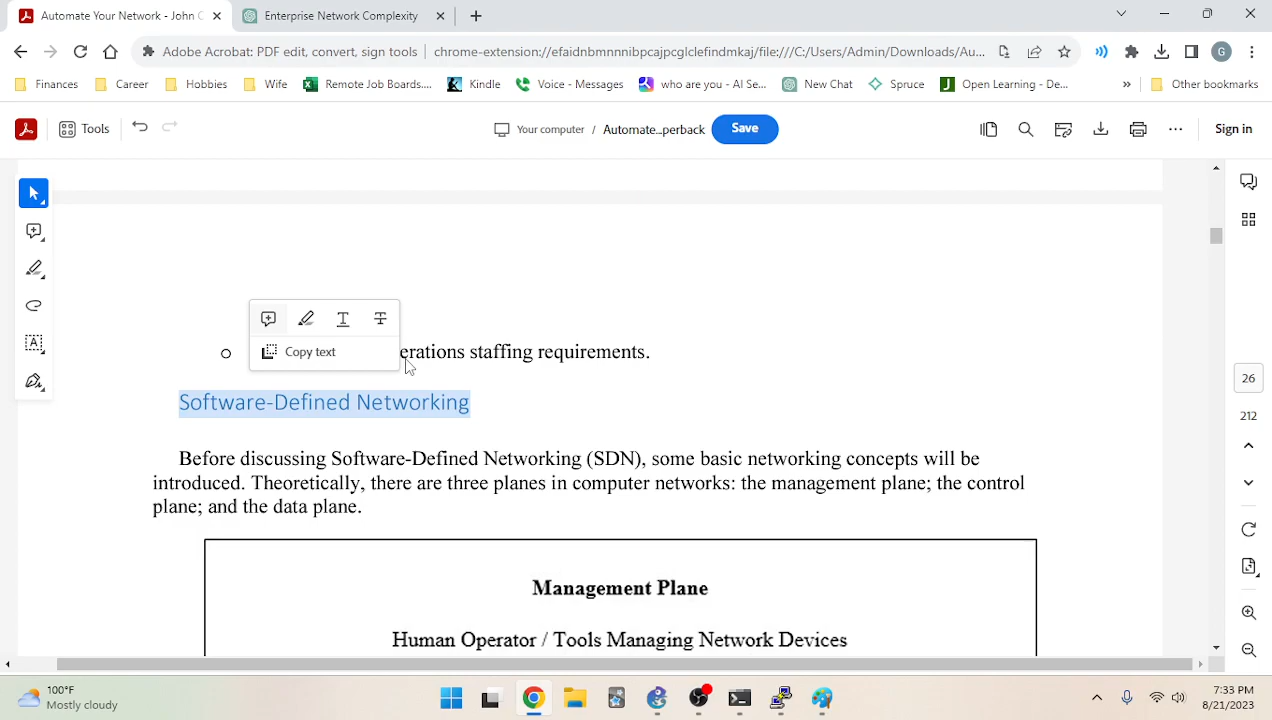 Automate Your Network - John C
Enterprise Network Complexity
Adobe Acrobat: PDF edit, convert, sign tools
chrome-extension://efaidnbmnnnibpcajpcglclefindmkaj/file:///C:/Users/Admin/Downloads/Au...
G
Finances
Career
Hobbies
Wife
Remote Job Boards....
Kindle
Voice - Messages
who are you - AI Se...
New Chat
Spruce
Open Learning - De...
»
Other bookmarks
Tools
Your computer / Automate...perback
Save
Sign in
Copy text
o erations staffing requirements.
Software-Defined Networking
Before discussing Software-Defined Networking (SDN), some basic networking concepts will be
introduced. Theoretically, there are three planes in computer networks: the management plane; the control
plane; and the data plane.
Management Plane
Human Operator / Tools Managing Network Devices
26
212
100°F
Mostly cloudy
7:33 PM
8/21/2023